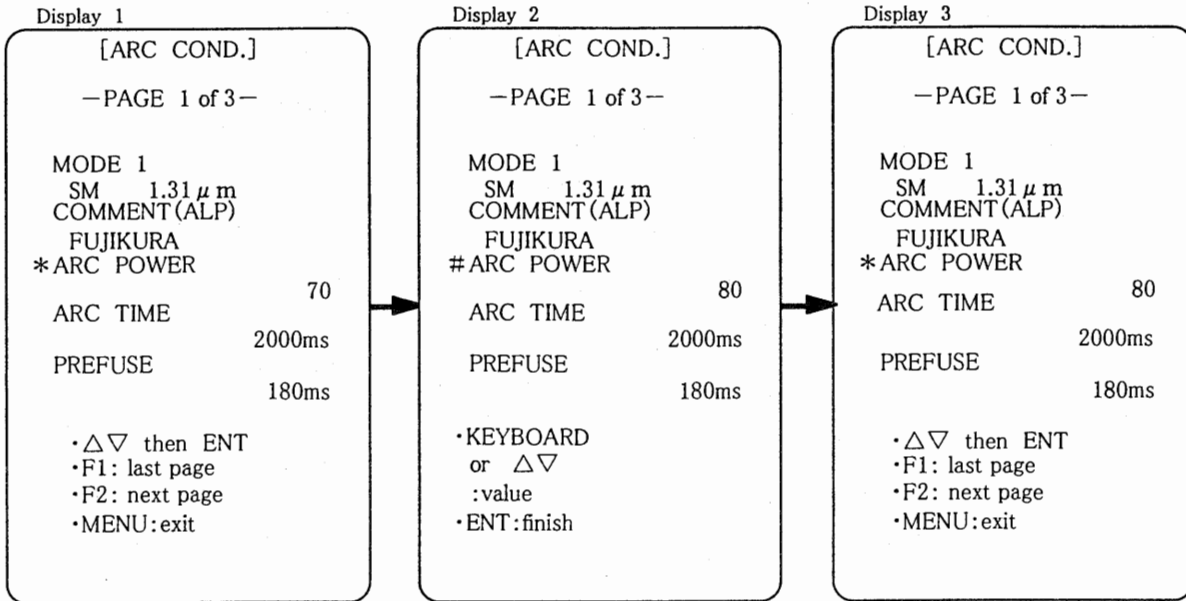 Display 1
[ARC COND.]
—PAGE 1 of 3—
MODE 1
SM 1.31 μm
COMMENT(ALP)
FUJIKURA
*ARC POWER
70
ARC TIME
2000ms
PREFUSE
180ms
·△▽ then ENT
·F1: last page
·F2: next page
·MENU:exit
Display 2
[ARC COND.]
—PAGE 1 of 3—
MODE 1
SM 1.31 μm
COMMENT(ALP)
FUJIKURA
#ARC POWER
80
ARC TIME
2000ms
PREFUSE
180ms
·KEYBOARD
or △▽
:value
·ENT:finish
Display 3
[ARC COND.]
—PAGE 1 of 3—
MODE 1
SM 1.31 μm
COMMENT(ALP)
FUJIKURA
*ARC POWER
80
ARC TIME
2000ms
PREFUSE
180ms
·△▽ then ENT
·F1: last page
·F2: next page
·MENU:exit